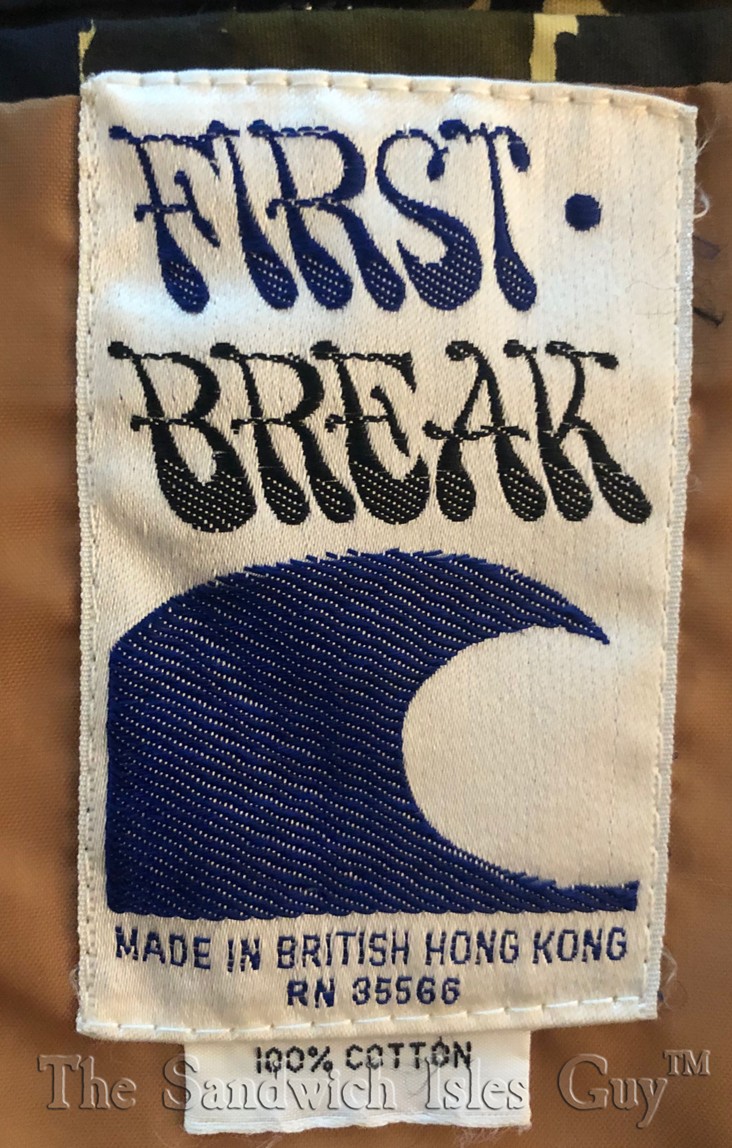 FIRST •
BREAK
MADE IN BRITISH HONG KONG
RN 35566
100% COTTON
The Sandwich Isles Guy™